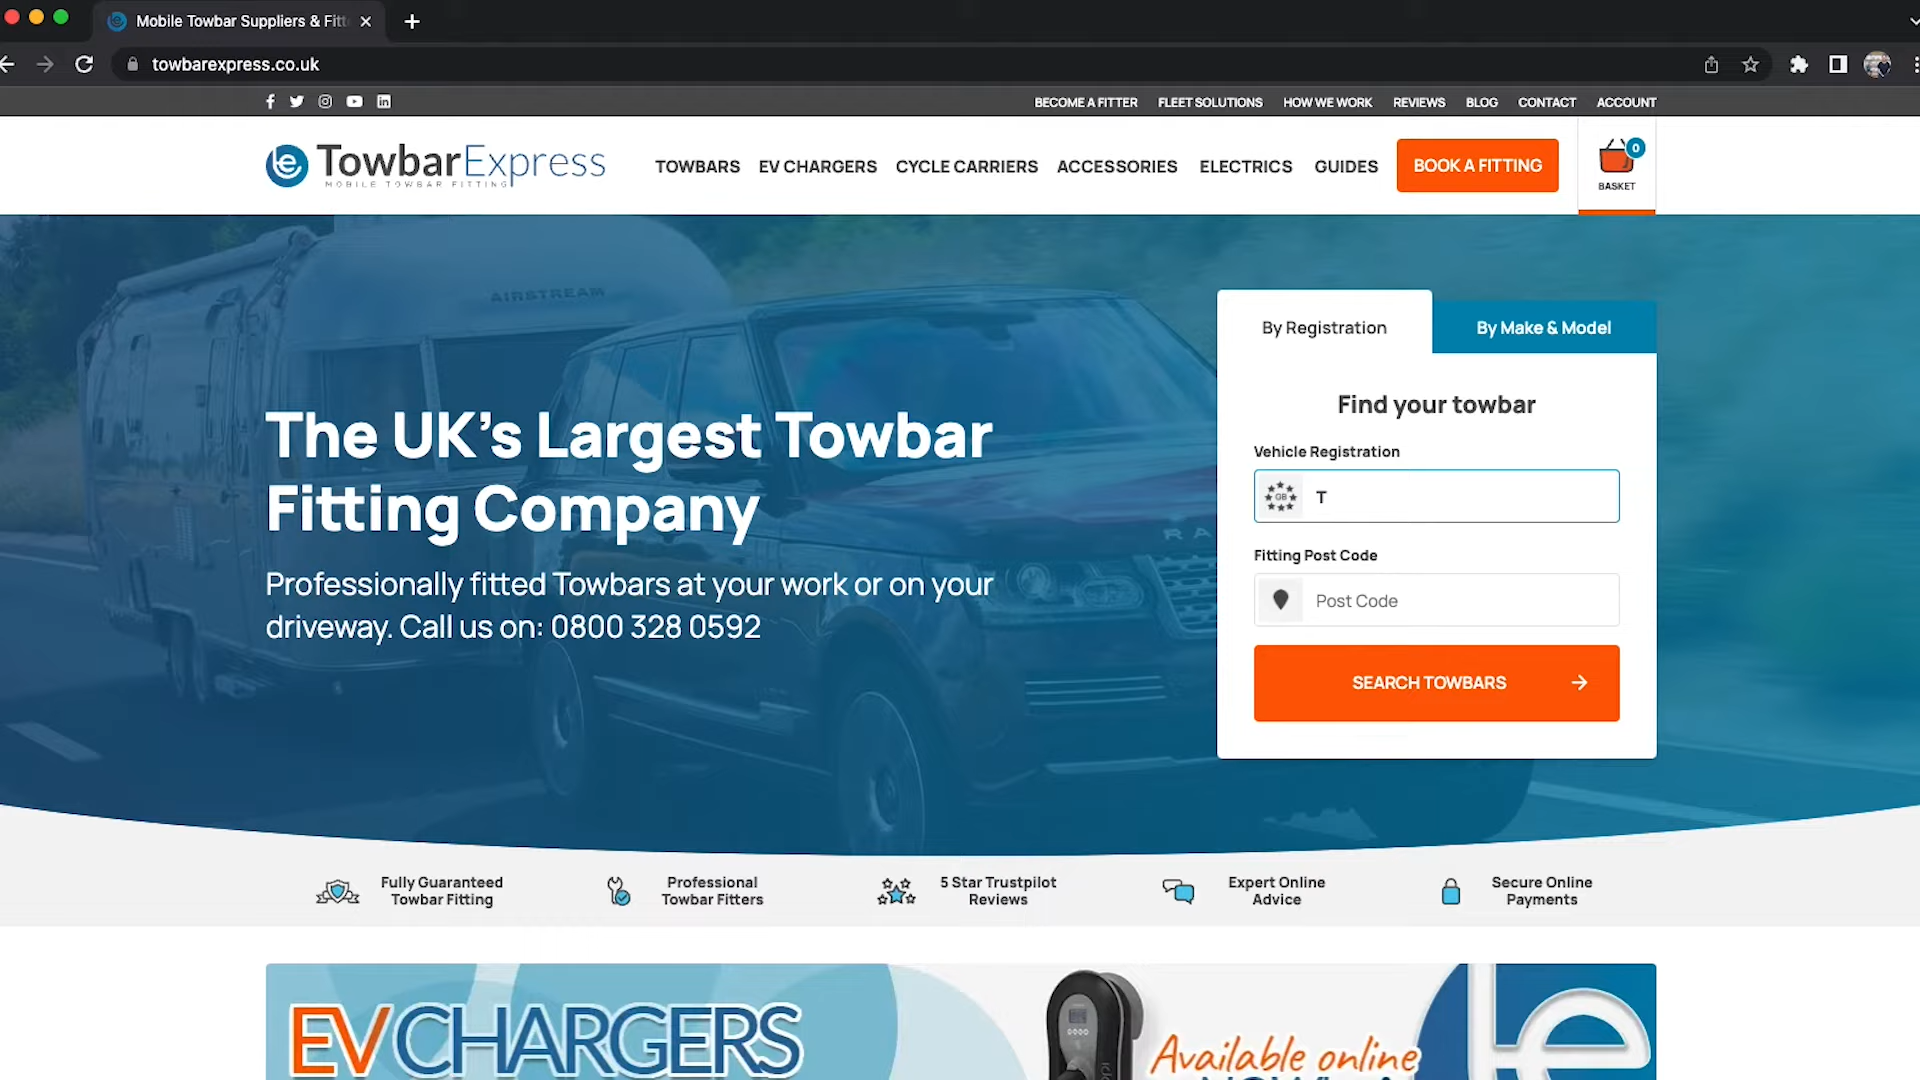 Mobile Towbar Suppliers & Fitt
towbarexpress.co.uk
BECOME A FITTER FLEET SOLUTIONS HOW WE WORK REVIEWS BLOG CONTACT ACCOUNT
TowbarExpress
MOBILE TOWBAR FITTING
TOWBARS EV CHARGERS CYCLE CARRIERS ACCESSORIES ELECTRICS GUIDES BOOK A FITTING
0
BASKET
AIRSTREAM
By Registration
By Make & Model
The UK's Largest Towbar
Fitting Company
Professionally fitted Towbars at your work or on your
driveway. Call us on: 0800 328 0592
Find your towbar
Vehicle Registration
GB T
Fitting Post Code
Post Code
SEARCH TOWBARS
Fully Guaranteed
Towbar Fitting
Professional
Towbar Fitters
5 Star Trustpilot
Reviews
Expert Online
Advice
Secure Online
Payments
EV CHARGERS
Available online